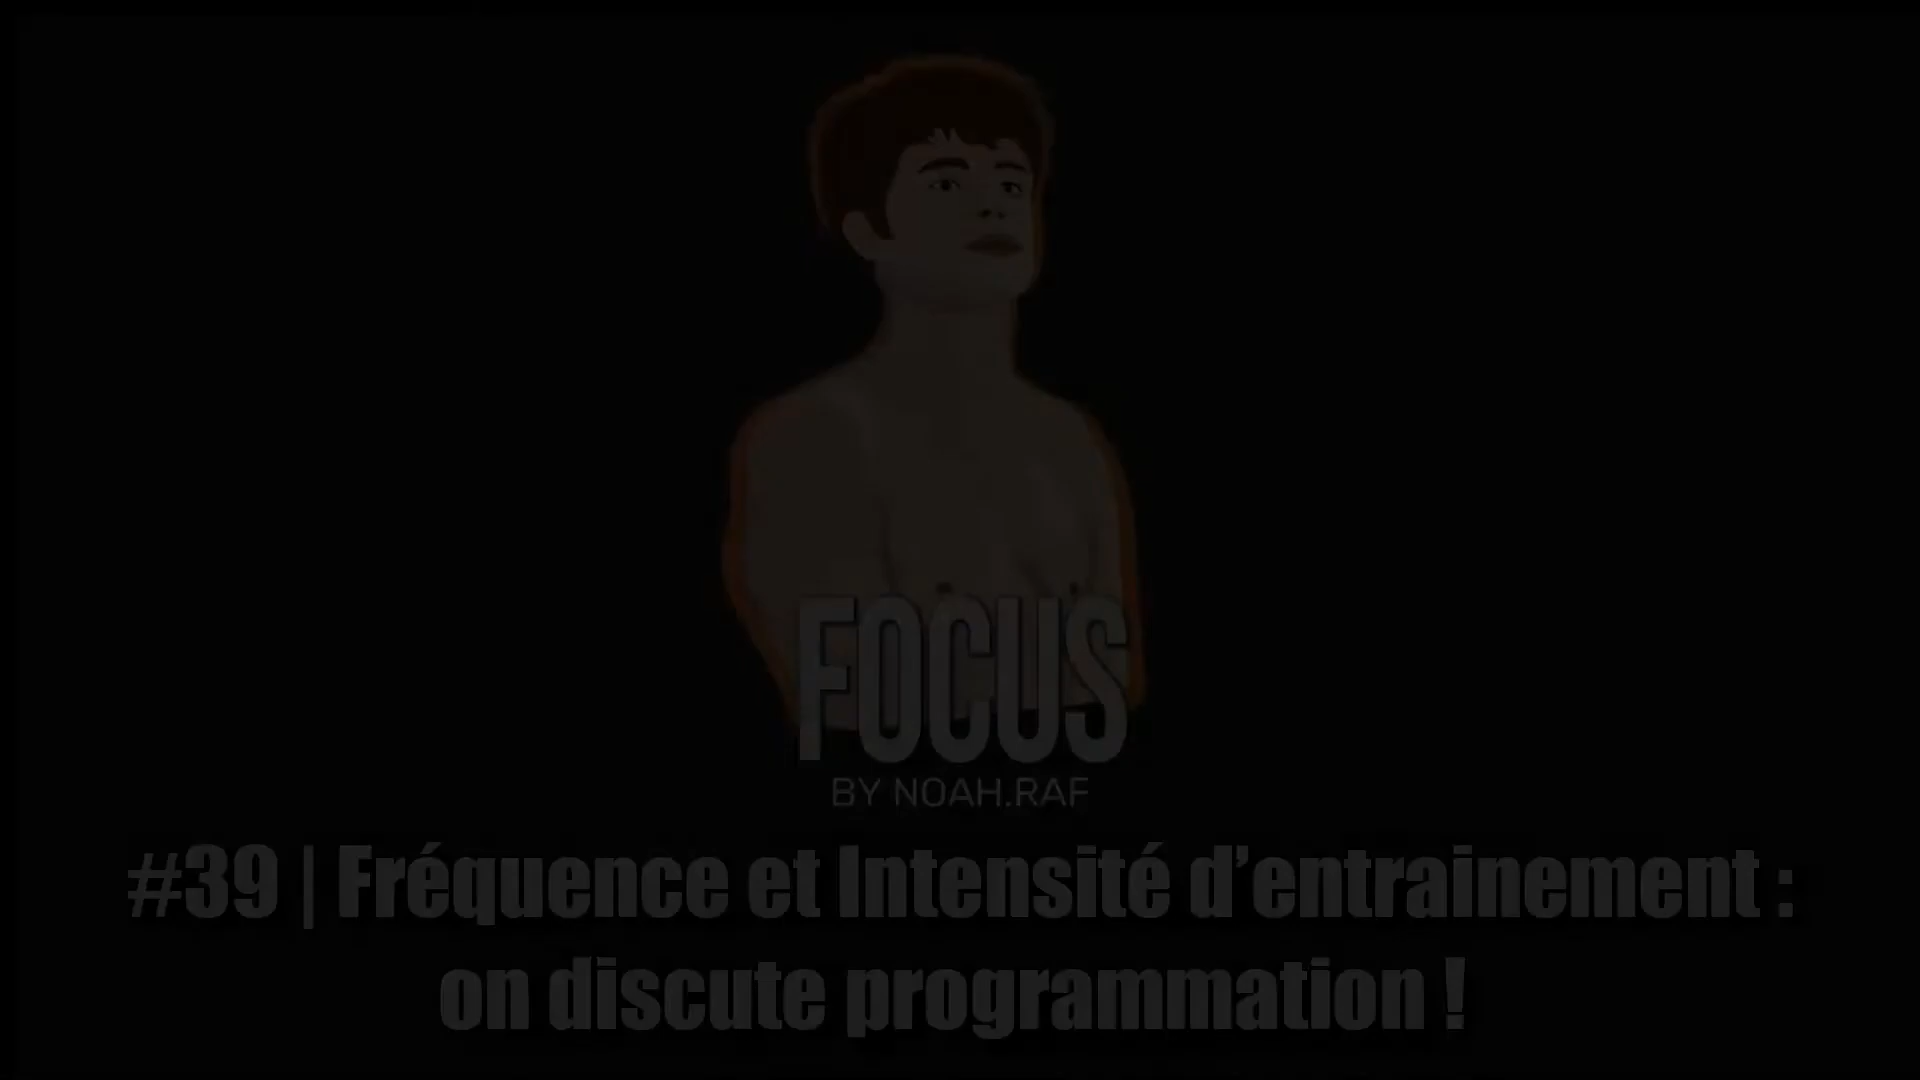 FOCUS
BY NOAH.RAF
#39 | Fréquence et Intensité d’entrainement :
on discute programmation !